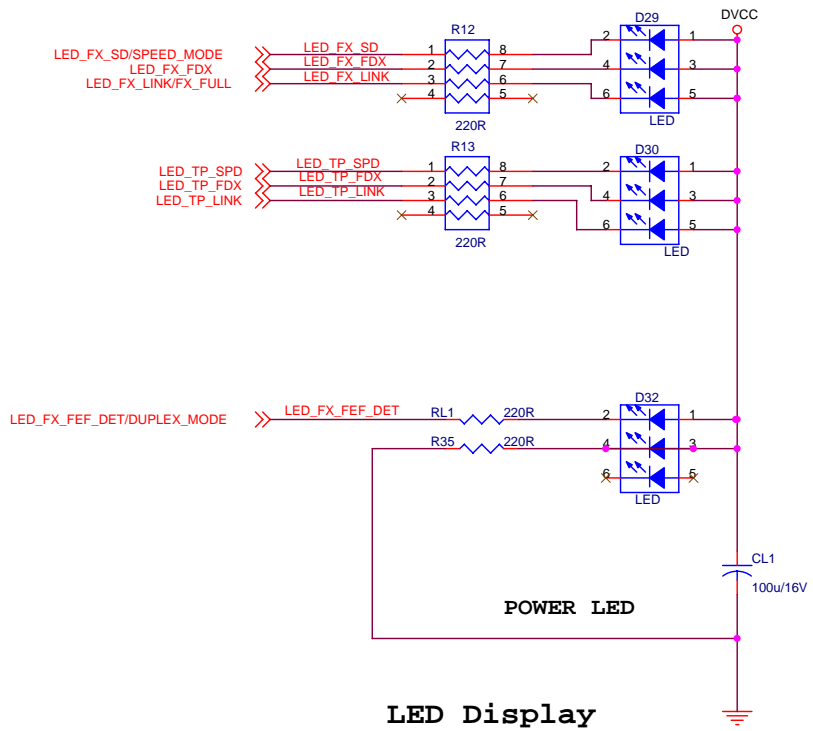 R12
D29
DVCC
LED_FX_SD/SPEED_MODE
LED_FX_FDX
LED_FX_LINK/FX_FULL
LED_FX_SD
LED_FX_FDX
LED_FX_LINK
1 8
2 7
3 6
4 5
2 1
4 3
6 5
220R
LED
R13
D30
LED_TP_SPD
LED_TP_FDX
LED_TP_LINK
LED_TP_SPD
LED_TP_FDX
LED_TP_LINK
1 8
2 7
3 6
4 5
2 1
4 3
6 5
220R
LED
D32
LED_FX_FEF_DET/DUPLEX_MODE
LED_FX_FEF_DET
RL1 220R
R35 220R
2 1
4 3
6 5
LED
CL1
100u/16V
POWER LED
LED Display